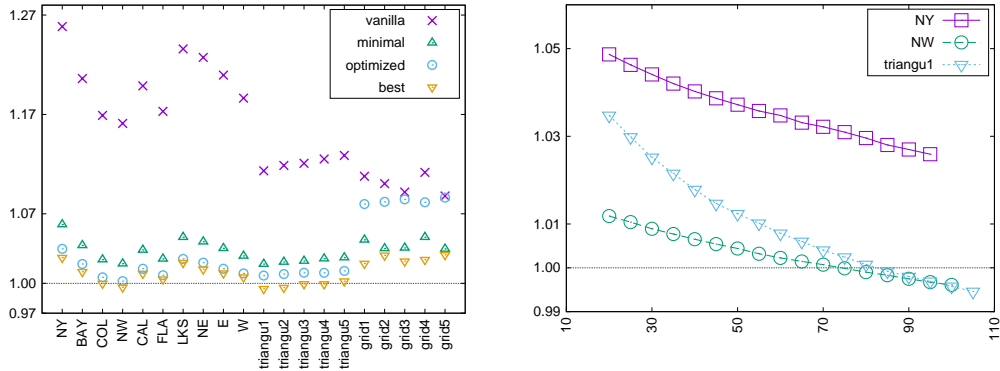 1.27
1.17
1.07
1.00
0.97
vanilla
minimal
optimized
best
NY
BAY
COL
NW
CAL
FLA
LKS
NE
E
W
triangu1
triangu2
triangu3
triangu4
triangu5
grid1
grid2
grid3
grid4
grid5
1.05
1.03
1.01
1.00
0.99
NY
NW
triangu1
10
30
50
70
90
110